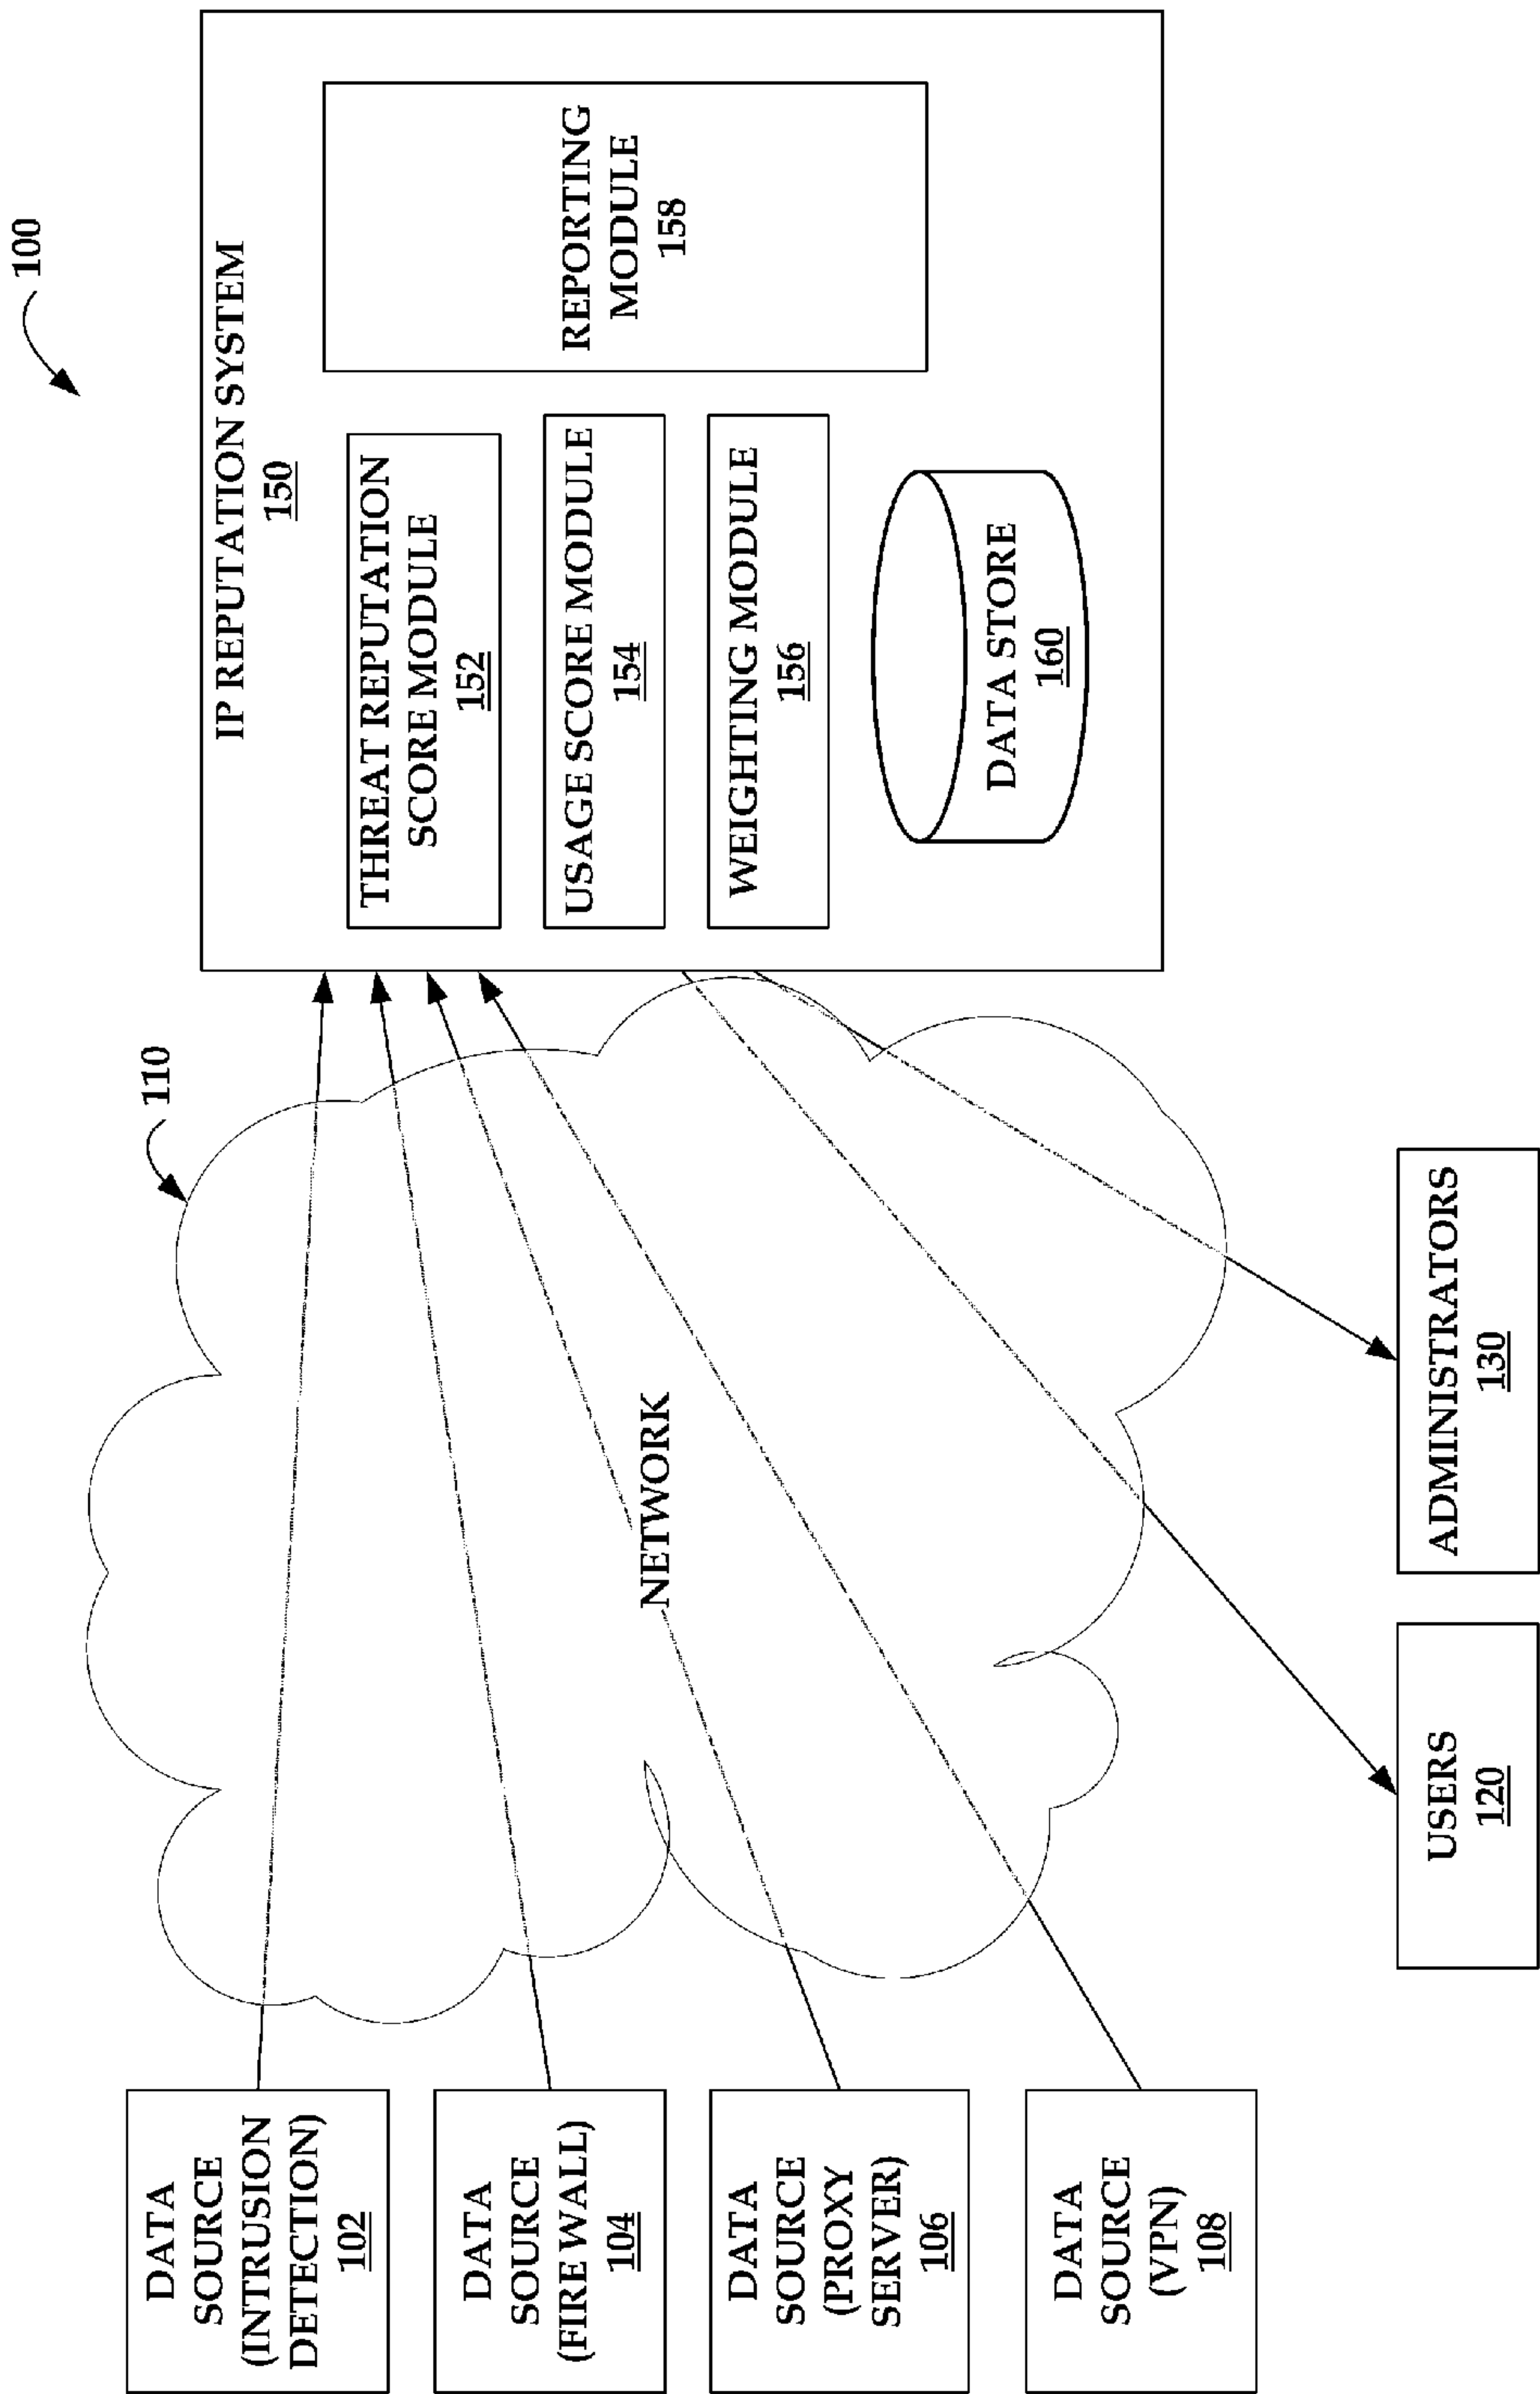 100
IP REPUTATION SYSTEM
150
THREAT REPUTATION
SCORE MODULE
152
USAGE SCORE MODULE
154
WEIGHTING MODULE
156
DATA STORE
160
REPORTING
MODULE
158
110
NETWORK
DATA
SOURCE
(INTRUSION
DETECTION)
102
DATA
SOURCE
(FIRE WALL)
104
DATA
SOURCE
(PROXY
SERVER)
106
DATA
SOURCE
(VPN)
108
USERS
120
ADMINISTRATORS
130